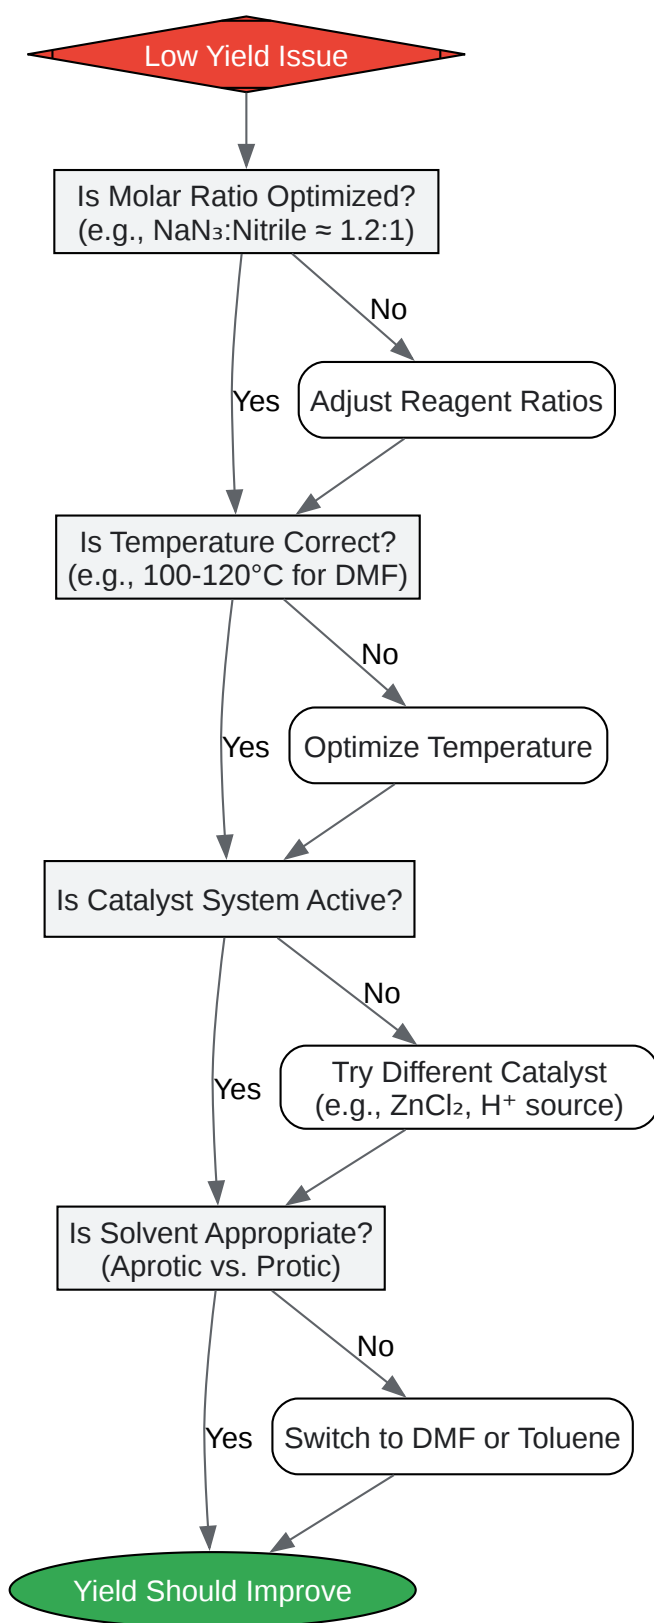 Low Yield Issue
Is Molar Ratio Optimized?
(e.g., NaN₃:Nitrile ≈ 1.2:1)
No
Yes
Adjust Reagent Ratios
Is Temperature Correct?
(e.g., 100-120°C for DMF)
No
Yes
Optimize Temperature
Is Catalyst System Active?
No
Yes
Try Different Catalyst
(e.g., ZnCl₂, H⁺ source)
Is Solvent Appropriate?
(Aprotic vs. Protic)
No
Yes
Switch to DMF or Toluene
Yield Should Improve